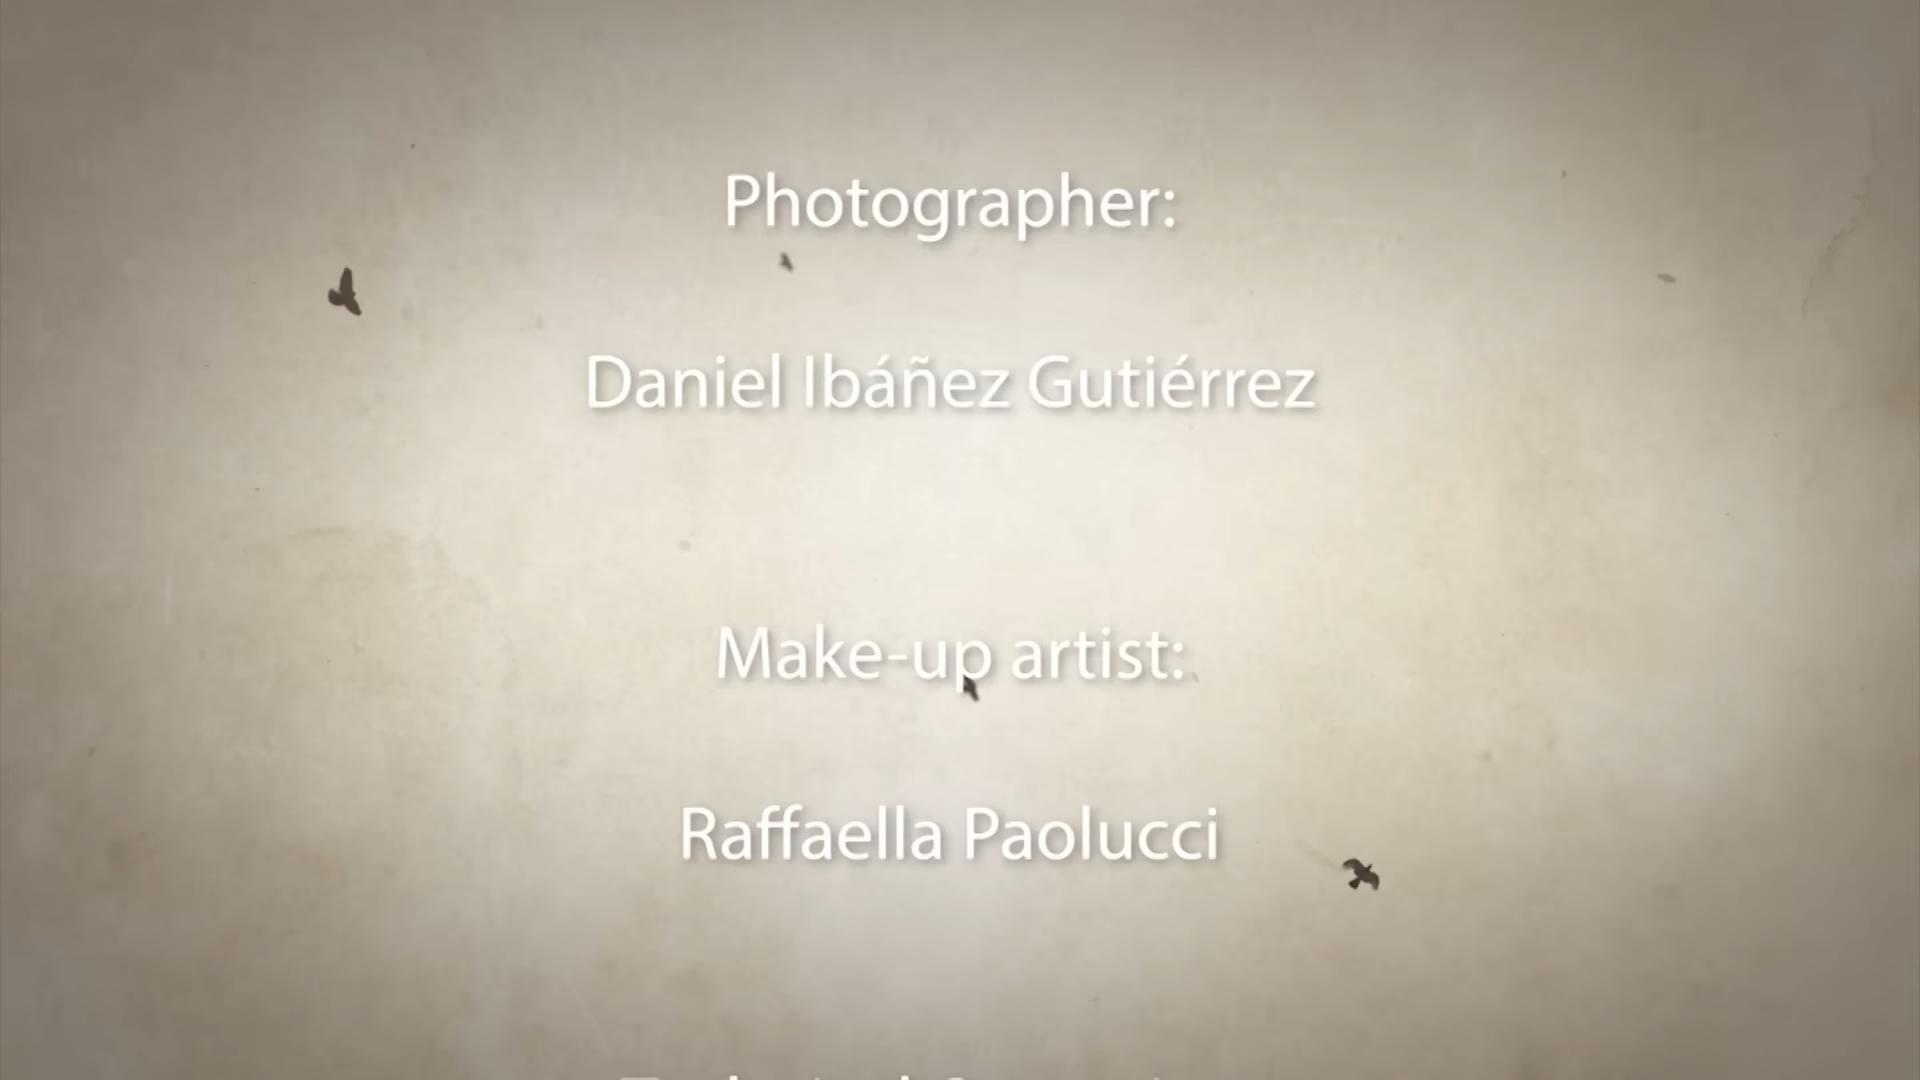 Photographer:
Daniel Ibáñez Gutiérrez
Make-up artist:
Raffaella Paolucci